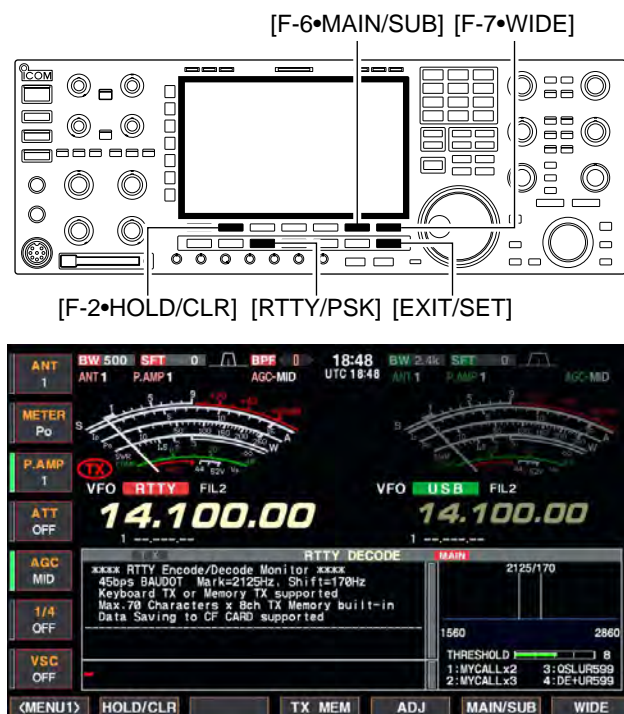 [F-6•MAIN/SUB] [F-7•WIDE]
ICOM
[F-2•HOLD/CLR] [RTTY/PSK] [EXIT/SET]
ANT 1
METER Po
P.AMP 1
ATT OFF
AGC MID
1/4 OFF
VSC OFF
BW 500 SFT 0 BPF 0 18:48 BW 2.4k SFT 0
ANT 1 P.AMP 1 AGC-MID UTC 18:48 ANT 1 P.AMP 1 AGC-MID
TX
VFO RTTY FIL2 VFO USB FIL2
14.100.00 14.100.00
1 --.---.-- 1 --.---.--
TX RTTY DECODE MAIN
**** RTTY Encode/Decode Monitor ****
45bps BAUDOT Mark=2125Hz, Shift=170Hz
Keyboard TX or Memory TX supported
Max.70 Characters x 8ch TX Memory built-in
Data Saving to CF CARD supported
2125/170
1560 2860
THRESHOLD 8
1:MYCALLx2 3:QSLUR599
2:MYCALLx3 4:DE+UR599
<MENU1> HOLD/CLR TX MEM ADJ MAIN/SUB WIDE